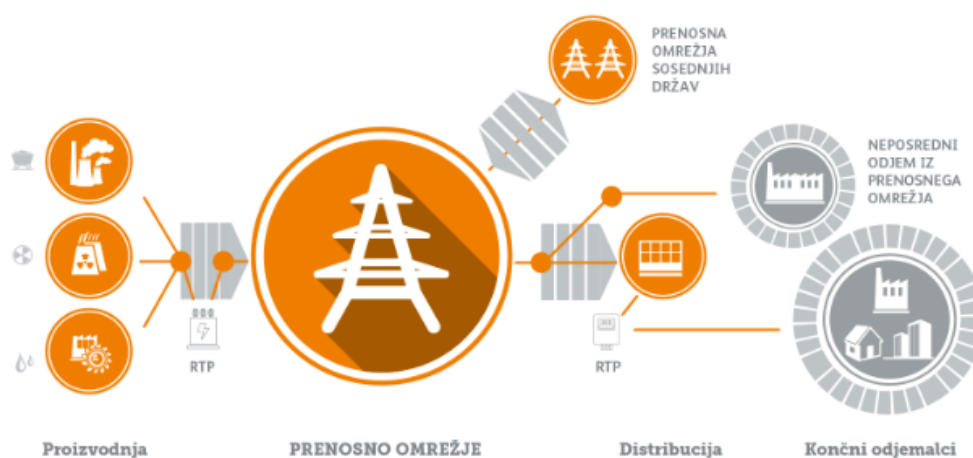 PRENOSNA
OMREŽJA
SOSEDNJIH
DRŽAV
NEPOSREDNI
ODJEM IZ
PRENOSNEGA
OMREŽJA
RTP
RTP
Proizvodnja
PRENOSNO OMREŽJE
Distribucija
Končni odjemalci